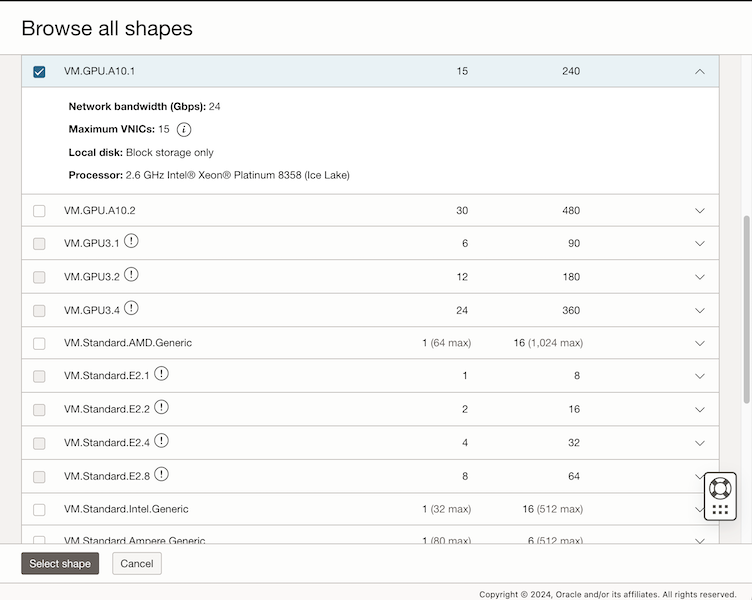 Browse all shapes
VM.GPU.A10.1 15 240
Network bandwidth (Gbps): 24
Maximum VNICs: 15
Local disk: Block storage only
Processor: 2.6 GHz Intel® Xeon® Platinum 8358 (Ice Lake)
VM.GPU.A10.2 30 480
VM.GPU3.1 6 90
VM.GPU3.2 12 180
VM.GPU3.4 24 360
VM.Standard.AMD.Generic 1 (64 max) 16 (1,024 max)
VM.Standard.E2.1 1 8
VM.Standard.E2.2 2 16
VM.Standard.E2.4 4 32
VM.Standard.E2.8 8 64
VM.Standard.Intel.Generic 1 (32 max) 16 (512 max)
VM.Standard.Ampere.Generic 1 (80 max) 6 (512 max)
Select shape Cancel
Copyright © 2024, Oracle and/or its affiliates. All rights reserved.